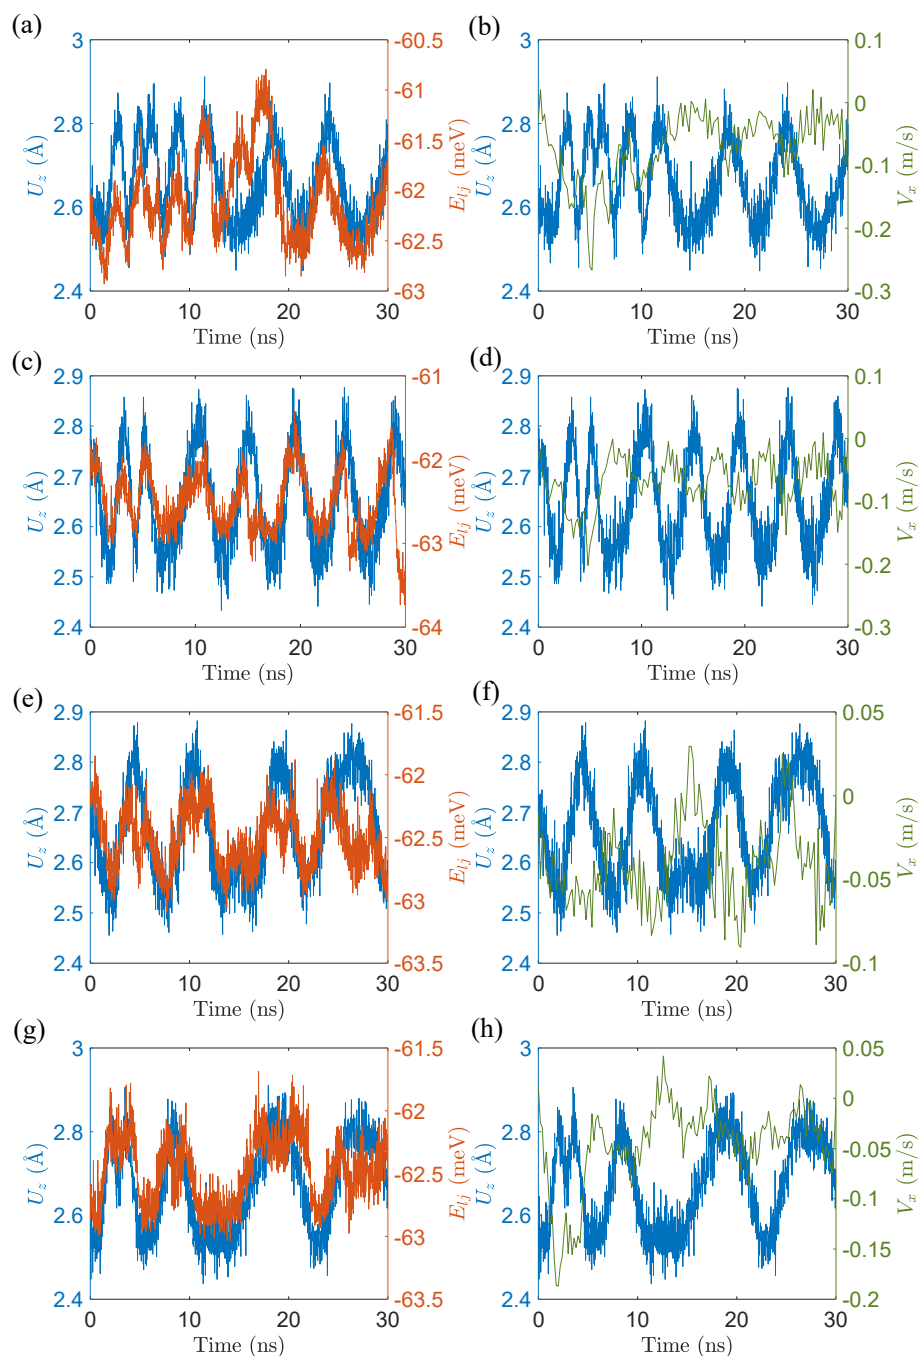 (a)
3
2.8
2.6
2.4
U_z (Å)
-60.5
-61
-61.5
-62
-62.5
-63
E_lj (meV)
0 10 20 30
Time (ns)
(b)
3
2.8
2.6
2.4
U_z (Å)
0.1
0
-0.1
-0.2
-0.3
V_x (m/s)
0 10 20 30
Time (ns)
(c)
2.9
2.8
2.7
2.6
2.5
2.4
U_z (Å)
-61
-62
-63
-64
E_lj (meV)
0 10 20 30
Time (ns)
(d)
2.9
2.8
2.7
2.6
2.5
2.4
U_z (Å)
0.1
0
-0.1
-0.2
-0.3
V_x (m/s)
0 10 20 30
Time (ns)
(e)
2.9
2.8
2.7
2.6
2.5
2.4
U_z (Å)
-61.5
-62
-62.5
-63
-63.5
E_lj (meV)
0 10 20 30
Time (ns)
(f)
2.9
2.8
2.7
2.6
2.5
2.4
U_z (Å)
0.05
0
-0.05
-0.1
V_x (m/s)
0 10 20 30
Time (ns)
(g)
3
2.8
2.6
2.4
U_z (Å)
-61.5
-62
-62.5
-63
-63.5
E_lj (meV)
0 10 20 30
Time (ns)
(h)
3
2.8
2.6
2.4
U_z (Å)
0.05
0
-0.05
-0.1
-0.15
-0.2
V_x (m/s)
0 10 20 30
Time (ns)